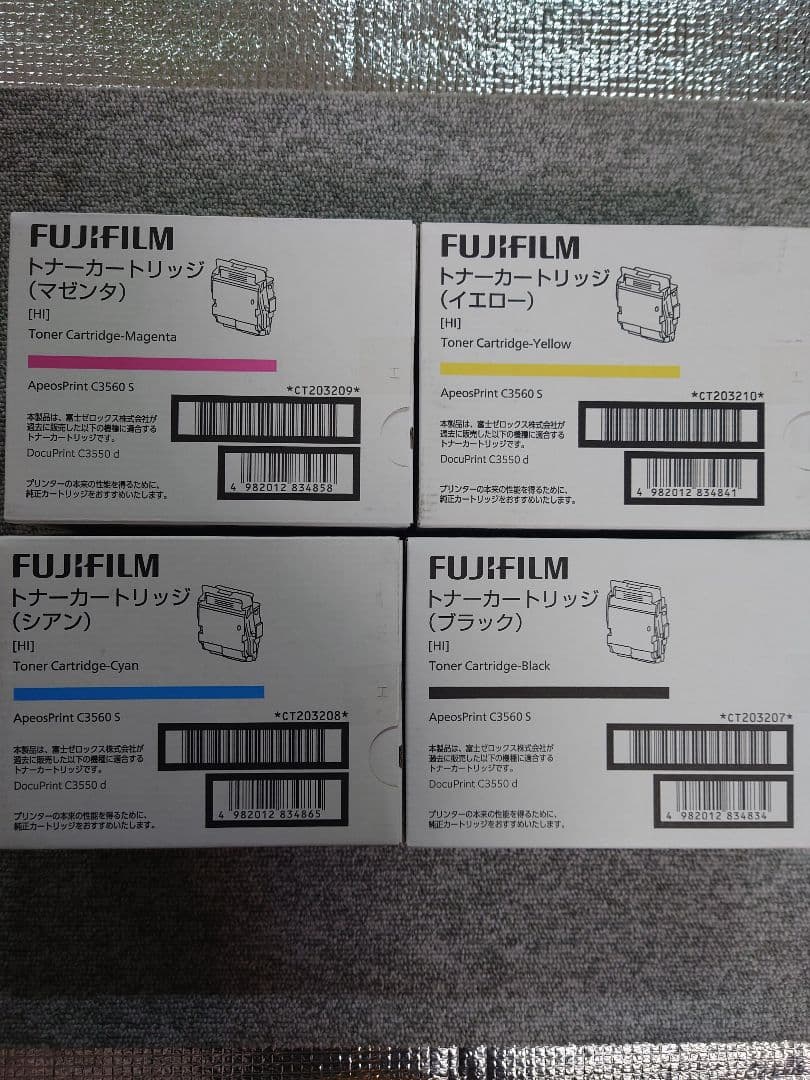 FUJIFILM
トナーカートリッジ
（マゼンタ）
[HI]
Toner Cartridge-Magenta
ApeosPrint C3560 S
*CT203209*
本製品は、富士ゼロックス株式会社が
過去に販売した以下の機種に適合する
トナーカートリッジです。
DocuPrint C3550 d
4 982012 834858
プリンターの本来の性能を得るために、
純正カートリッジをおすすめいたします。
FUJIFILM
トナーカートリッジ
（イエロー）
[HI]
Toner Cartridge-Yellow
ApeosPrint C3560 S
*CT203210*
本製品は、富士ゼロックス株式会社が
過去に販売した以下の機種に適合する
トナーカートリッジです。
DocuPrint C3550 d
4 982012 834841
プリンターの本来の性能を得るために、
純正カートリッジをおすすめいたします。
FUJIFILM
トナーカートリッジ
（シアン）
[HI]
Toner Cartridge-Cyan
ApeosPrint C3560 S
*CT203208*
本製品は、富士ゼロックス株式会社が
過去に販売した以下の機種に適合する
トナーカートリッジです。
DocuPrint C3550 d
4 982012 834865
プリンターの本来の性能を得るために、
純正カートリッジをおすすめいたします。
FUJIFILM
トナーカートリッジ
（ブラック）
[HI]
Toner Cartridge-Black
ApeosPrint C3560 S
*CT203207*
本製品は、富士ゼロックス株式会社が
過去に販売した以下の機種に適合する
トナーカートリッジです。
DocuPrint C3550 d
4 982012 834834
プリンターの本来の性能を得るために、
純正カートリッジをおすすめいたします。